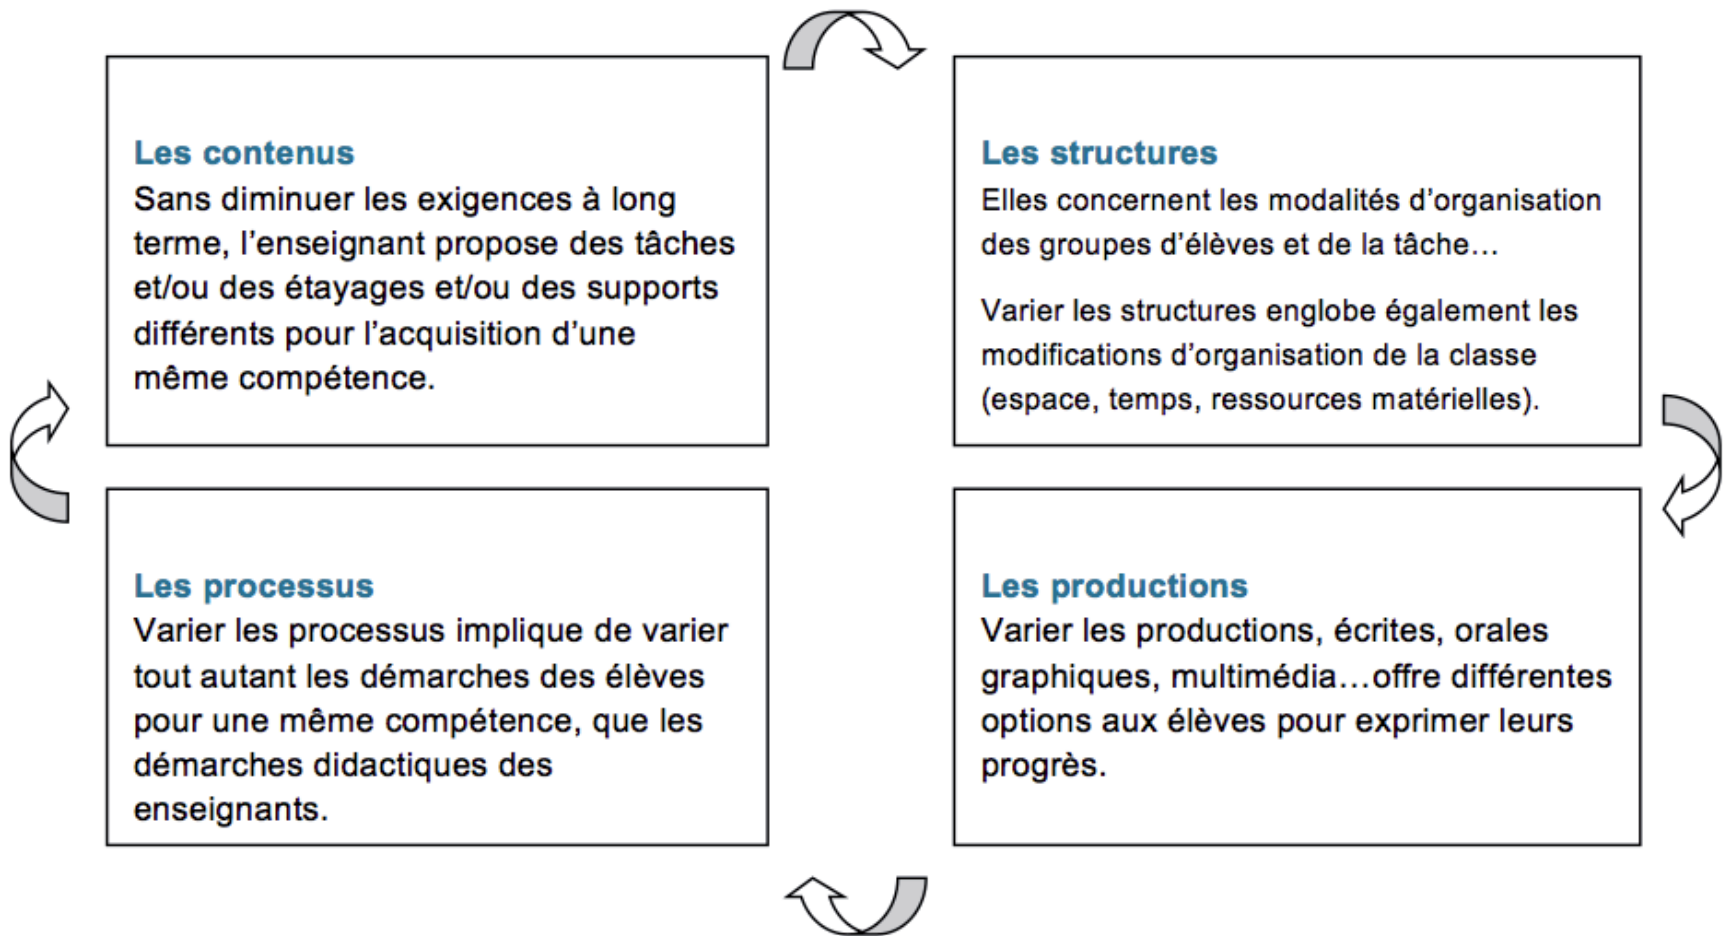 Les contenus
Sans diminuer les exigences à long
terme, l’enseignant propose des tâches
et/ou des étayages et/ou des supports
différents pour l’acquisition d’une
même compétence.
Les structures
Elles concernent les modalités d’organisation
des groupes d’élèves et de la tâche…
Varier les structures englobe également les
modifications d’organisation de la classe
(espace, temps, ressources matérielles).
Les processus
Varier les processus implique de varier
tout autant les démarches des élèves
pour une même compétence, que les
démarches didactiques des
enseignants.
Les productions
Varier les productions, écrites, orales
graphiques, multimédia…offre différentes
options aux élèves pour exprimer leurs
progrès.